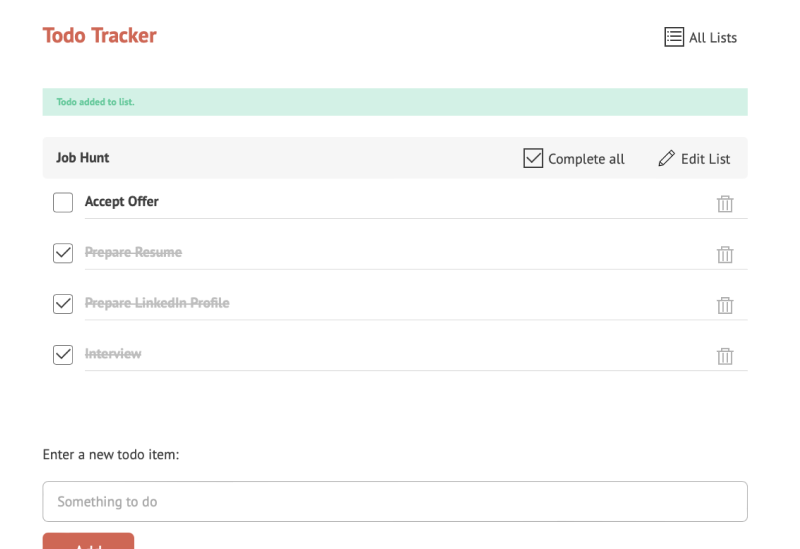 Todo Tracker
All Lists
Todo added to list.
Job Hunt
Complete all
Edit List
Accept Offer
Prepare Resume
Prepare LinkedIn Profile
Interview
Enter a new todo item:
Something to do